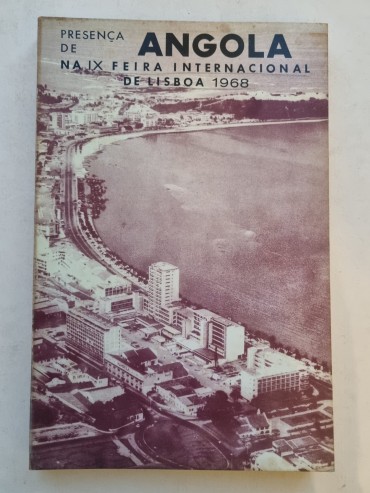 PRESENÇA
DE ANGOLA
NA IX FEIRA INTERNACIONAL
DE LISBOA 1968